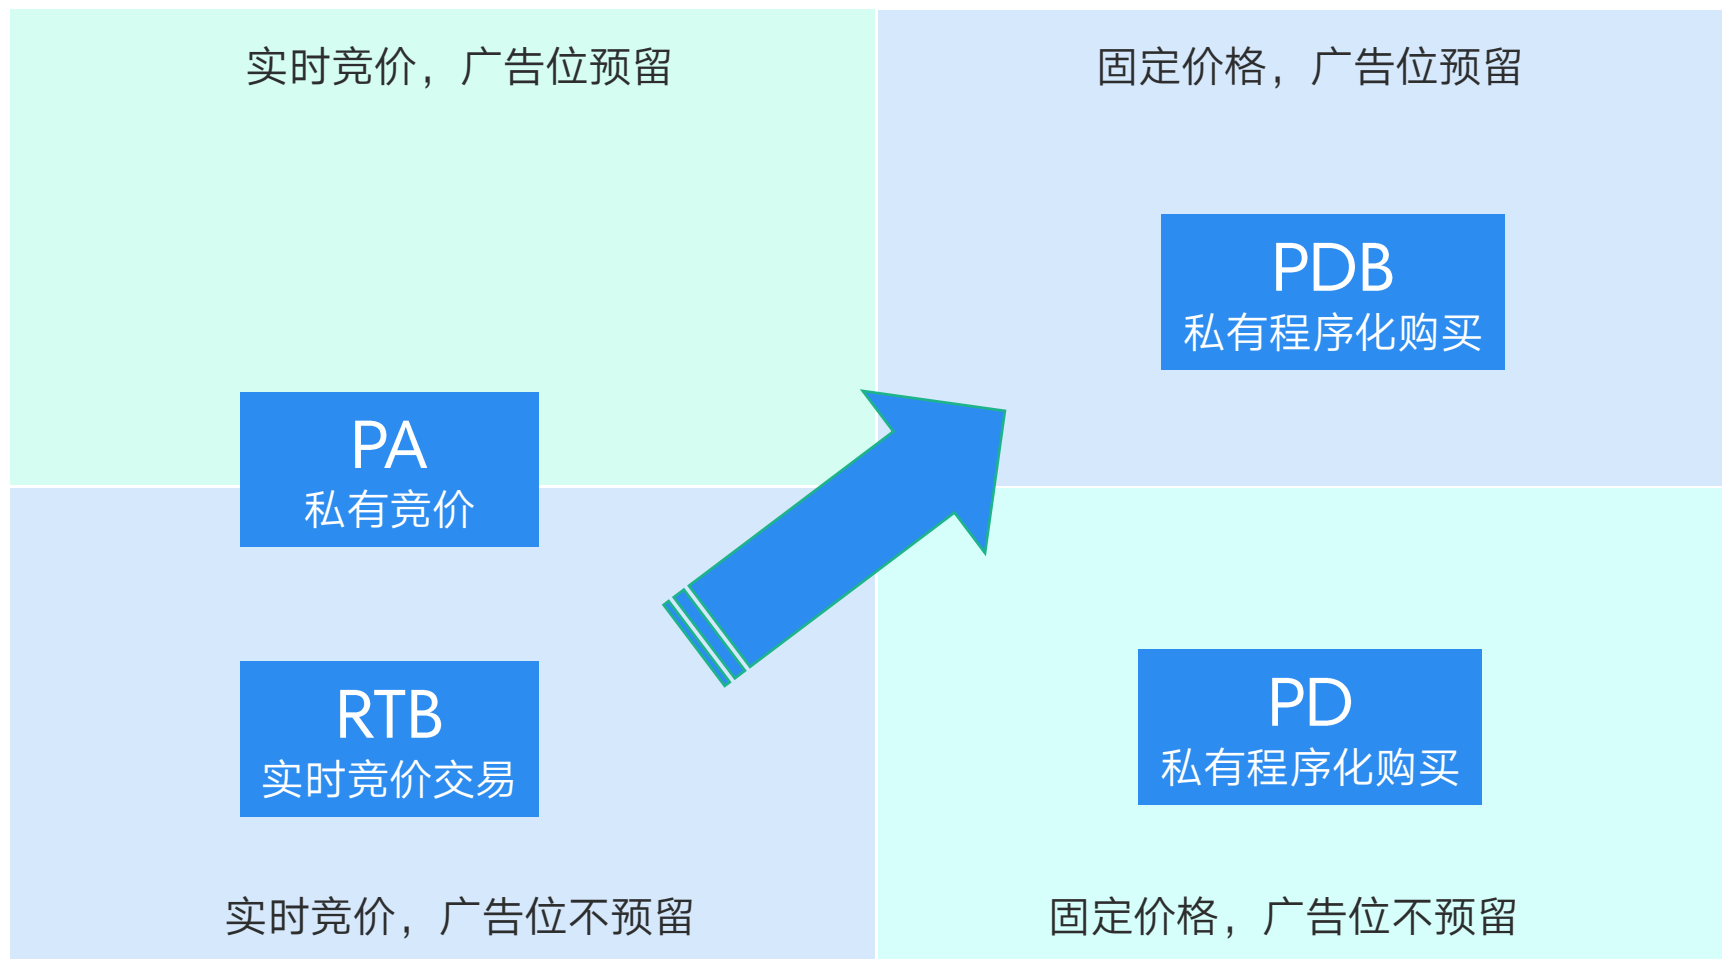 实时竞价，广告位预留
固定价格，广告位预留
PDB
私有程序化购买
PA
私有竞价
RTB
实时竞价交易
PD
私有程序化购买
实时竞价，广告位不预留
固定价格，广告位不预留